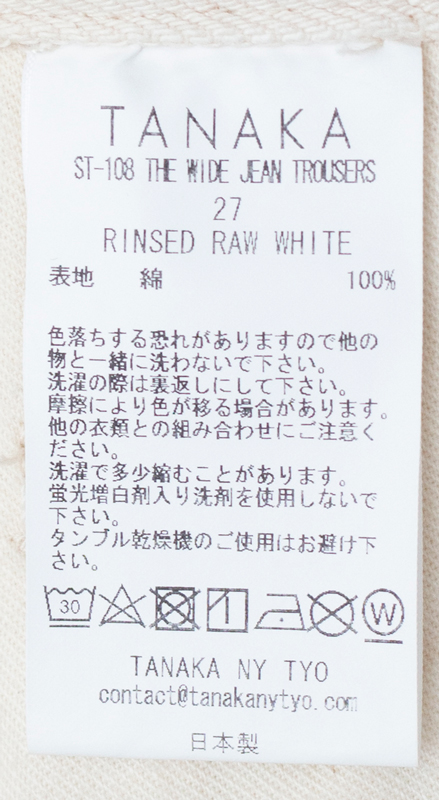 TANAKA
ST-108 THE WIDE JEAN TROUSERS
27
RINSED RAW WHITE
表地 綿 100%
色落ちする恐れがありますので他の
物と一緒に洗わないで下さい。
洗濯の際は裏返しにして下さい。
摩擦により色が移る場合があります。
他の衣類との組み合わせにご注意く
ださい。
洗濯で多少縮むことがあります。
蛍光増白剤入り洗剤を使用しないで
下さい。
タンブル乾燥機のご使用はお避け下
さい。
30 W
TANAKA NY TYO
contact@tanakanytyo.com
日本製